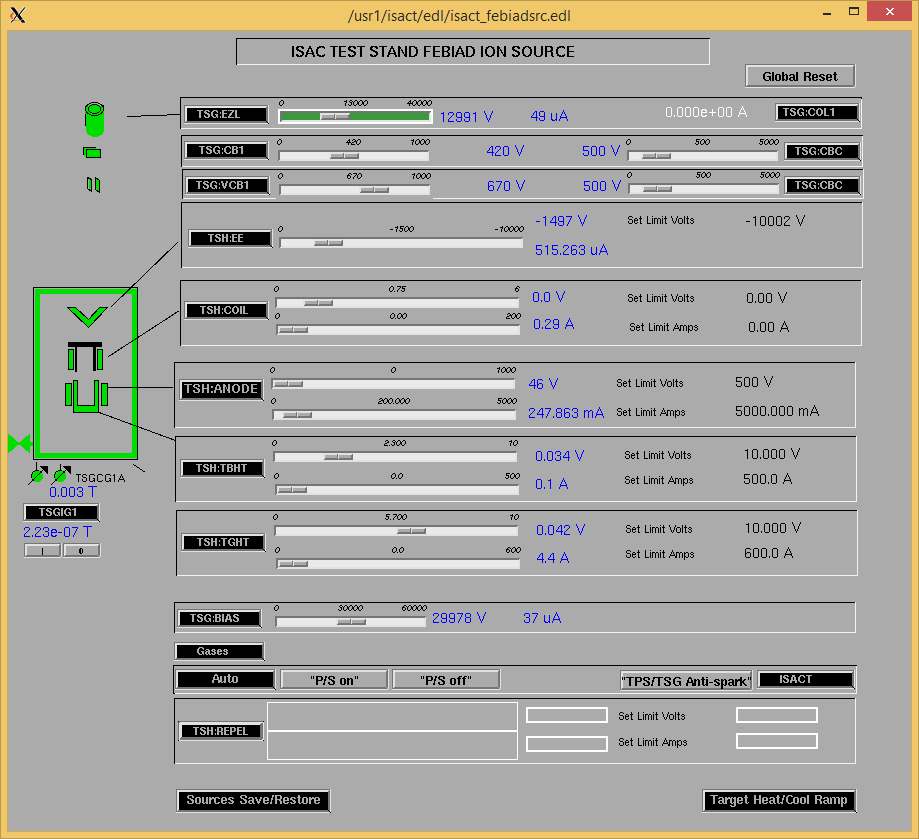 /usr1/isact/edl/isact_febiadsrc.edl
ISAC TEST STAND FEBIAD ION SOURCE
Global Reset
TSG:EZL 0 13000 40000 12991 V 49 uA 0.000e+00 A TSG:COL1
TSG:CB1 0 420 1000 420 V 500 V 0 500 5000 TSG:CBC
TSG:VCB1 0 670 1000 670 V 500 V 0 500 5000 TSG:CBC
TSH:EE 0 -1500 -10000 -1497 V Set Limit Volts -10002 V
515.263 uA
TSH:COIL 0 0.75 6 0.0 V Set Limit Volts 0.00 V
0 0.00 200 0.29 A Set Limit Amps 0.00 A
TSH:ANODE 0 0 1000 46 V Set Limit Volts 500 V
0 200.000 5000 247.863 mA Set Limit Amps 5000.000 mA
TSH:TBHT 0 2.300 10 0.034 V Set Limit Volts 10.000 V
0 0.0 500 0.1 A Set Limit Amps 500.0 A
TSGCG1A
0.003 T
TSGIG1
2.23e-07 T
I 0
TSH:TGHT 0 5.700 10 0.042 V Set Limit Volts 10.000 V
0 0.0 600 4.4 A Set Limit Amps 600.0 A
TSG:BIAS 0 30000 60000 29978 V 37 uA
Gases
Auto "P/S on" "P/S off" "TPS/TSG Anti-spark" ISACT
TSH:REPEL Set Limit Volts
Set Limit Amps
Sources Save/Restore Target Heat/Cool Ramp